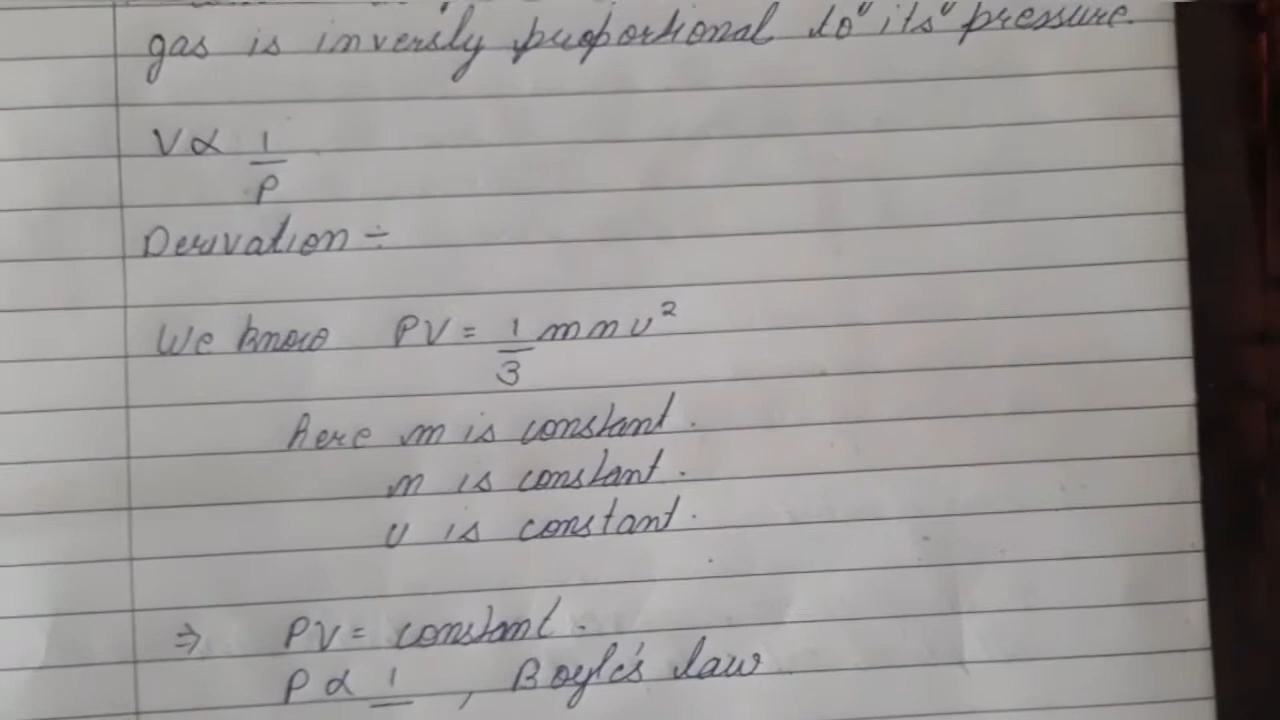 gas is inversly proportional to its pressure.
V ∝ 1/P
Derivation ÷
We know PV = 1/3 m n u²
here m is constant.
n is constant.
u is constant.
⇒ PV = constant.
P ∝ 1/ , Boyle's law